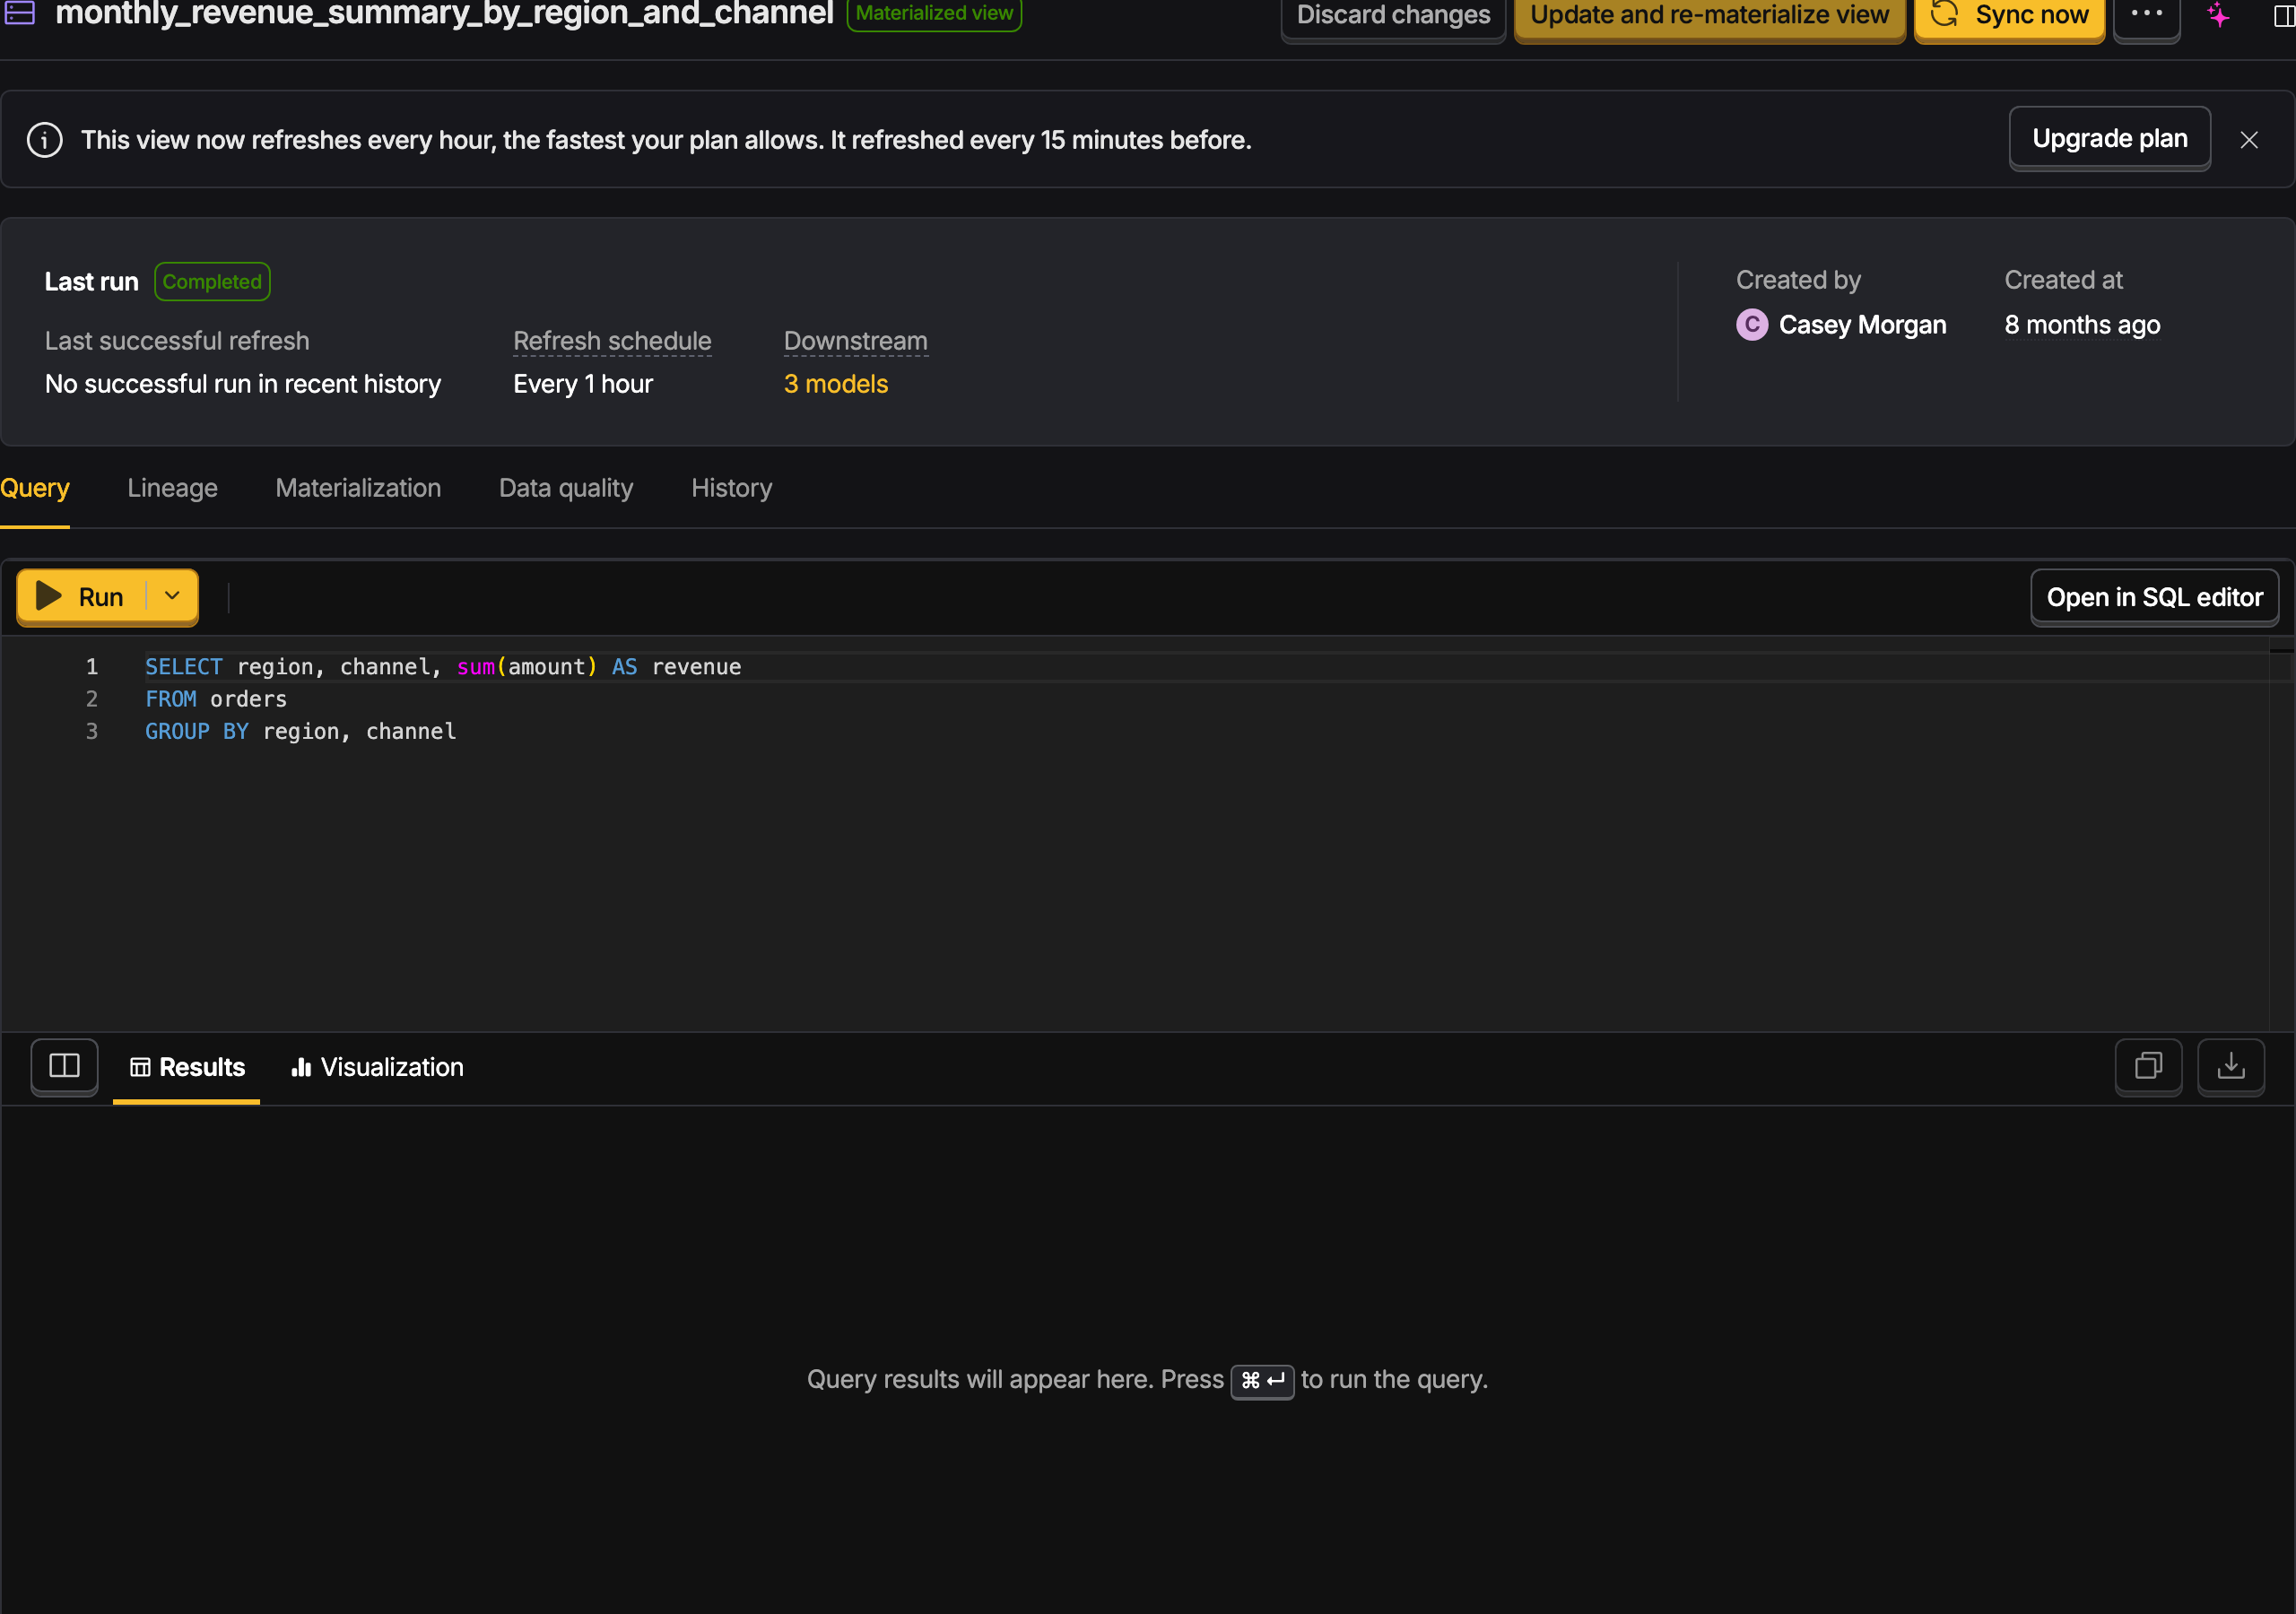 monthly_revenue_summary_by_region_and_channel Materialized view Discard changes Update and re-materialize view Sync now
This view now refreshes every hour, the fastest your plan allows. It refreshed every 15 minutes before. Upgrade plan
Last run Completed
Created by Created at
C Casey Morgan 8 months ago
Last successful refresh Refresh schedule Downstream
No successful run in recent history Every 1 hour 3 models
Query Lineage Materialization Data quality History
Run Open in SQL editor
1 SELECT region, channel, sum(amount) AS revenue
2 FROM orders
3 GROUP BY region, channel
Results Visualization
Query results will appear here. Press ⌘ ↵ to run the query.